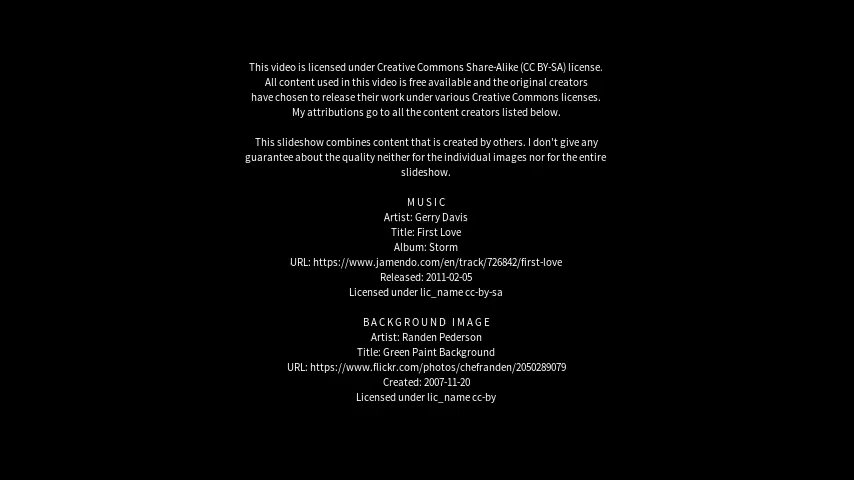 This video is licensed under Creative Commons Share-Alike (CC BY-SA) license.
All content used in this video is free available and the original creators
have chosen to release their work under various Creative Commons licenses.
My attributions go to all the content creators listed below.
This slideshow combines content that is created by others. I don't give any
guarantee about the quality neither for the individual images nor for the entire
slideshow.
MUSIC
Artist: Gerry Davis
Title: First Love
Album: Storm
URL: https://www.jamendo.com/en/track/726842/first-love
Released: 2011-02-05
Licensed under lic_name cc-by-sa
BACKGROUND IMAGE
Artist: Randen Pederson
Title: Green Paint Background
URL: https://www.flickr.com/photos/chefranden/2050289079
Created: 2007-11-20
Licensed under lic_name cc-by